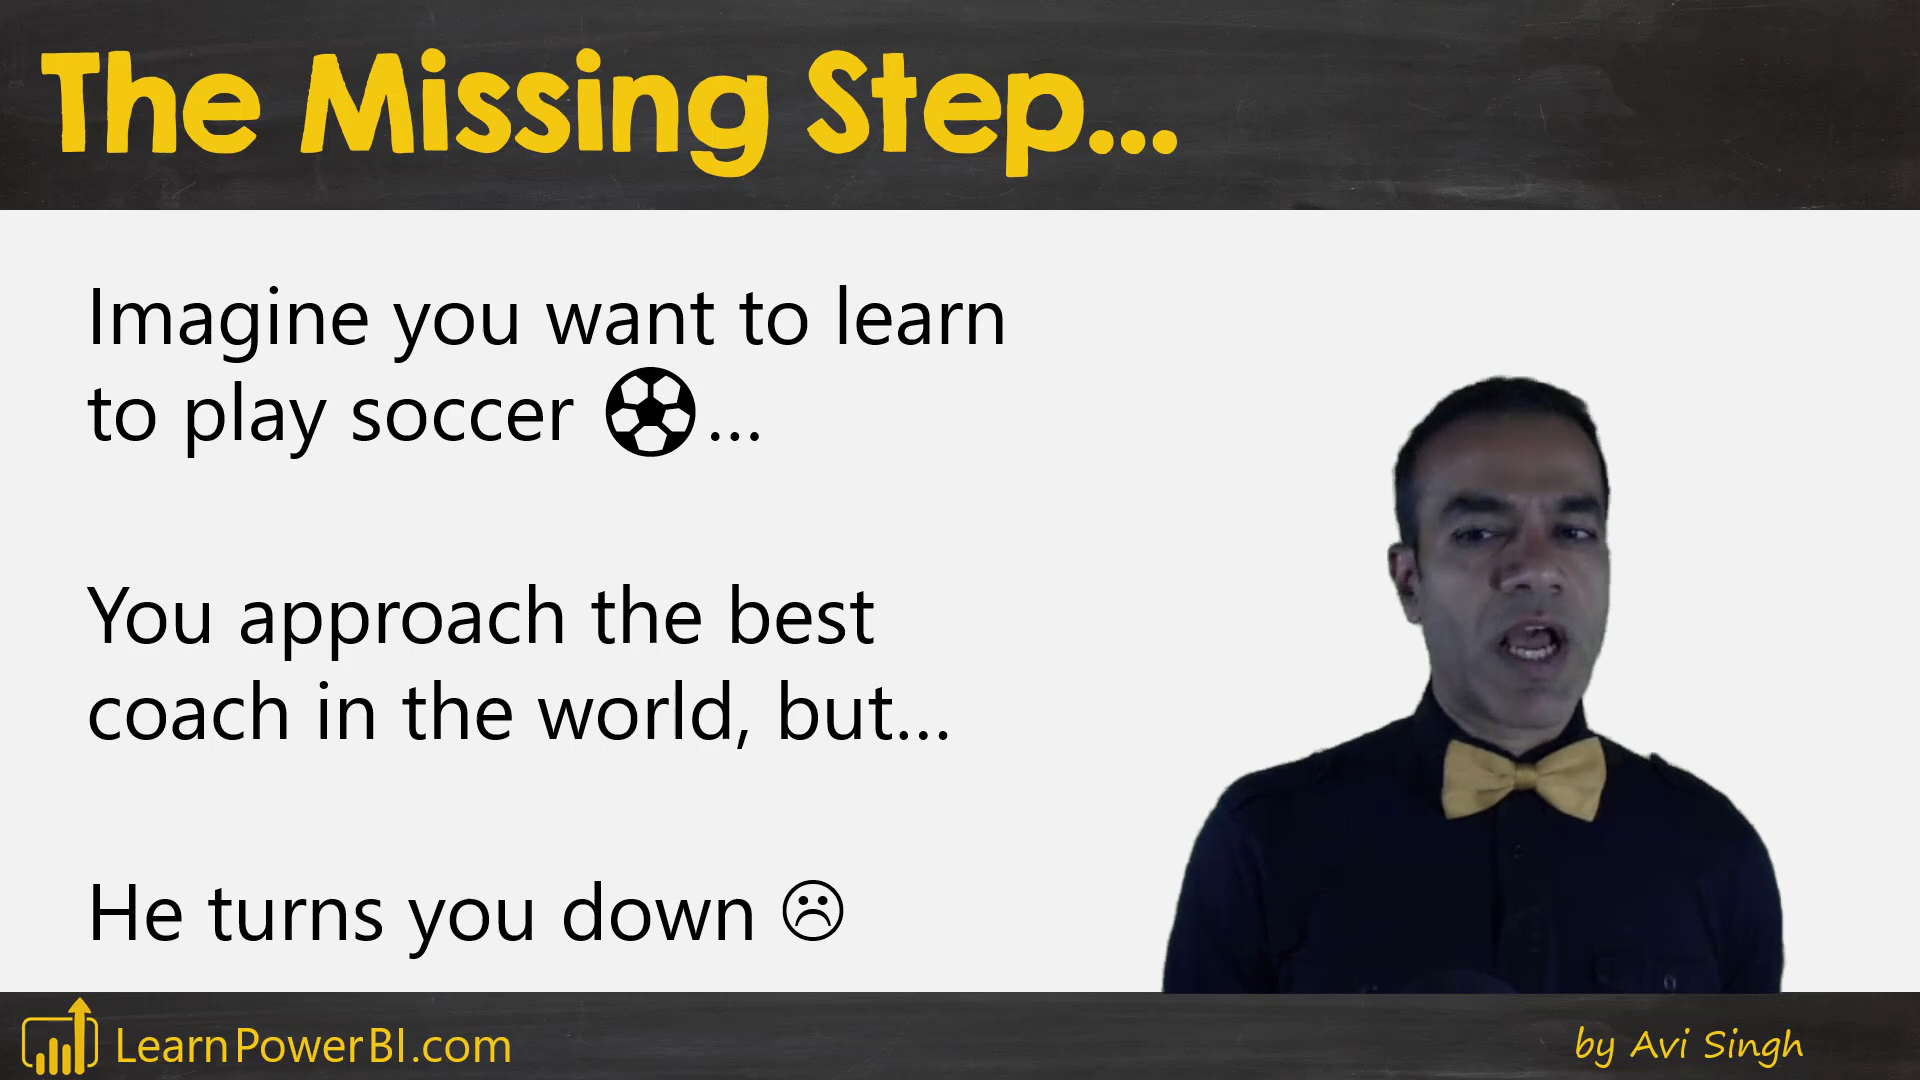 The Missing Step...
Imagine you want to learn
to play soccer ⚽...
You approach the best
coach in the world, but...
He turns you down ☹
LearnPowerBI.com
by Avi Singh